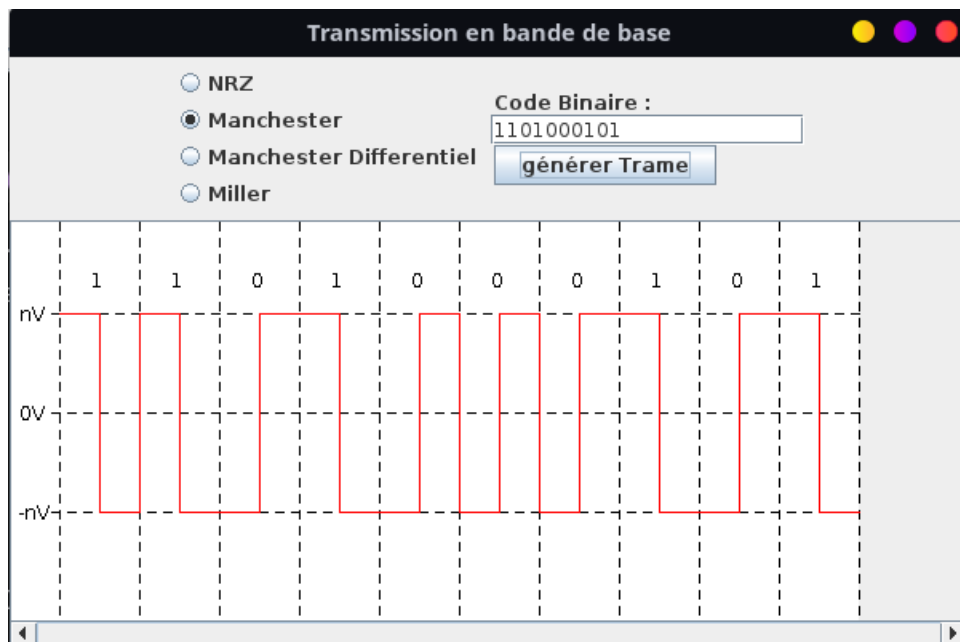 Transmission en bande de base
NRZ
Manchester
Manchester Differentiel
Miller
Code Binaire :
1101000101
générer Trame
1 1 0 1 0 0 0 1 0 1
nV
0V
-nV